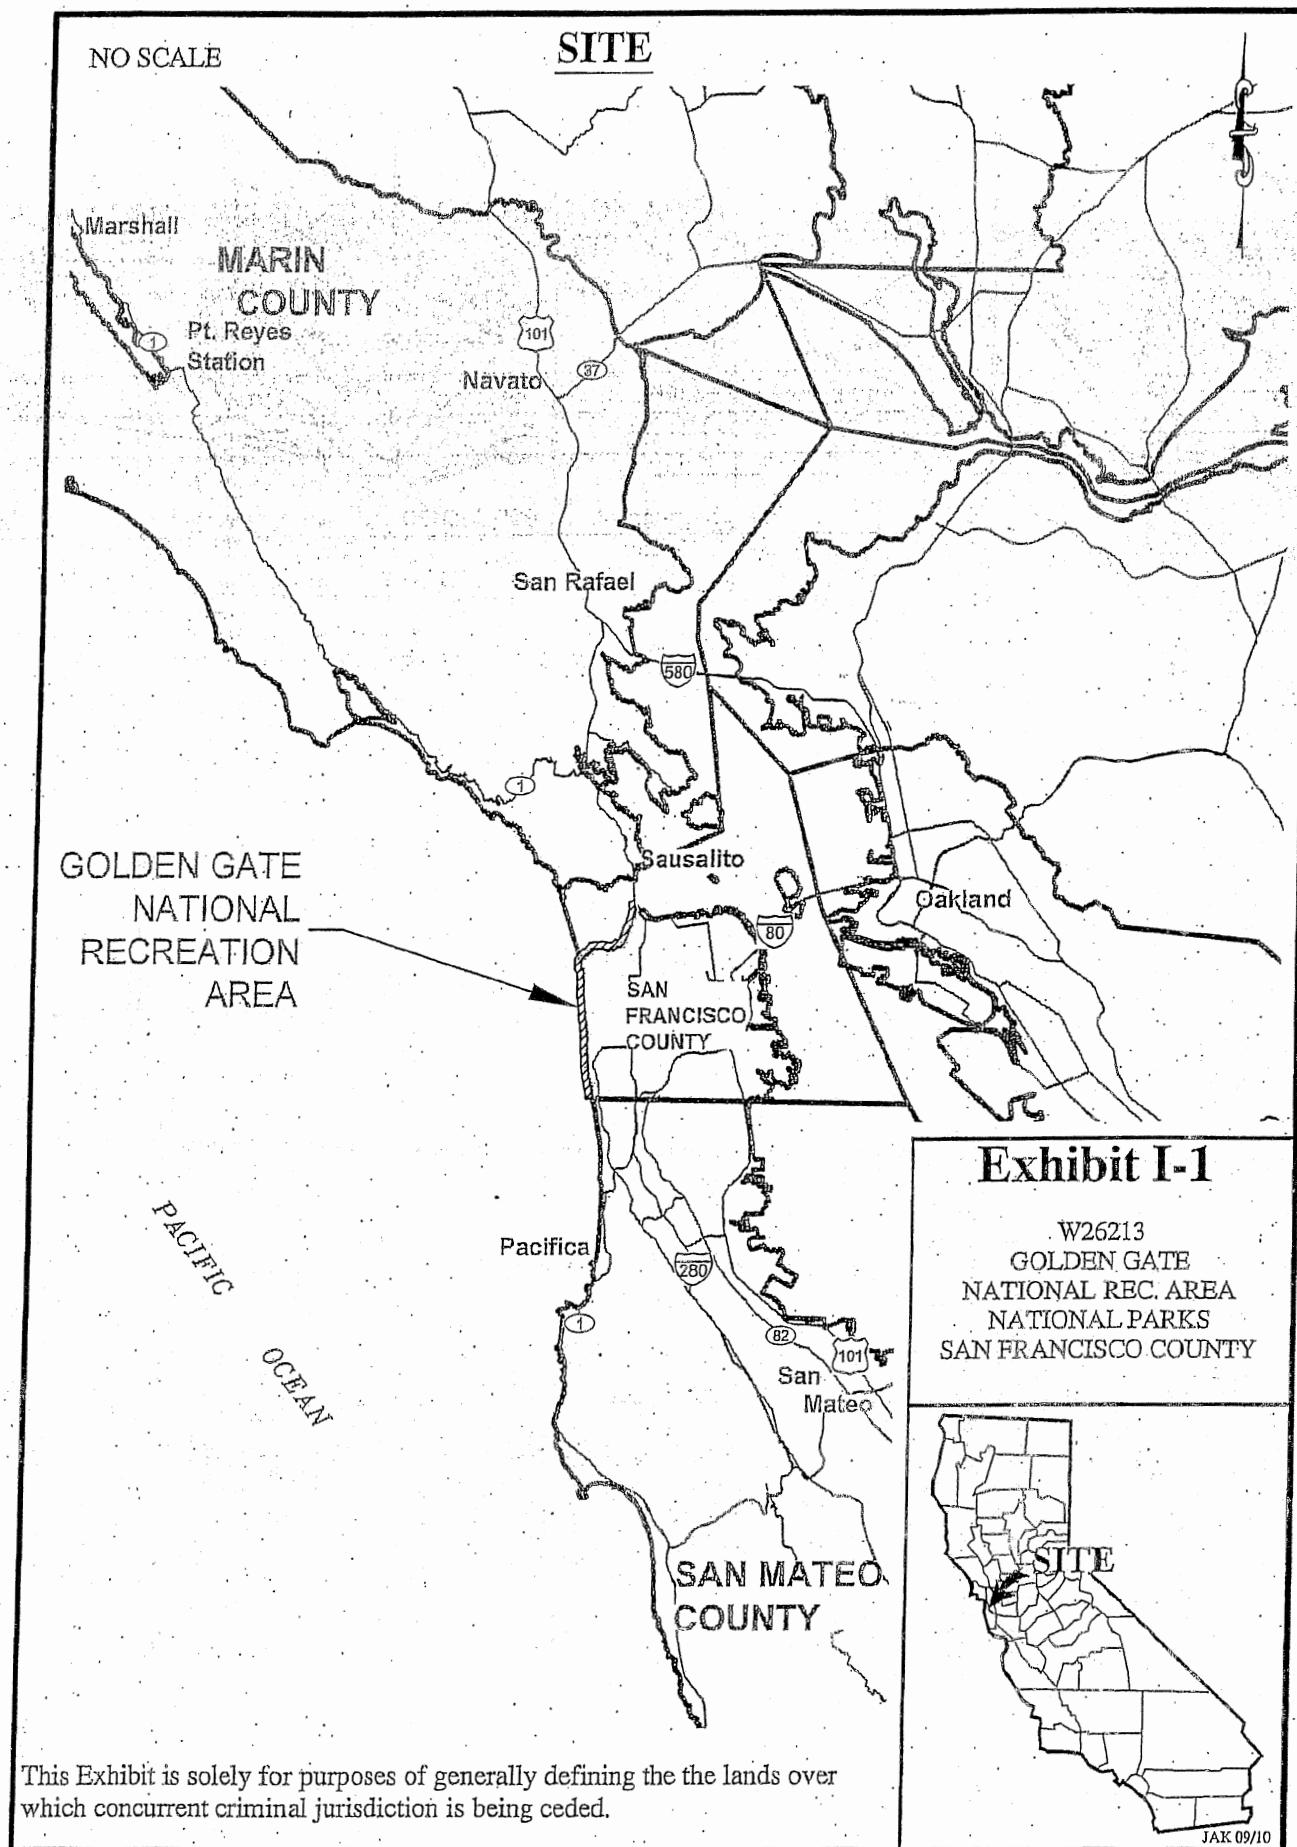 NO SCALE
SITE
Marshall
MARIN
COUNTY
1
Pt. Reyes
Station
101
37
Navato
San Rafael
580
1
Sausalito
GOLDEN GATE
NATIONAL
RECREATION
AREA
Oakland
80
SAN
FRANCISCO
COUNTY
PACIFIC
OCEAN
Pacifica
280
1
82
101
San
Mateo
SAN MATEO
COUNTY
Exhibit I-1
W26213
GOLDEN GATE
NATIONAL REC. AREA
NATIONAL PARKS
SAN FRANCISCO COUNTY
SITE
This Exhibit is solely for purposes of generally defining the the lands over
which concurrent criminal jurisdiction is being ceded.
JAK 09/10